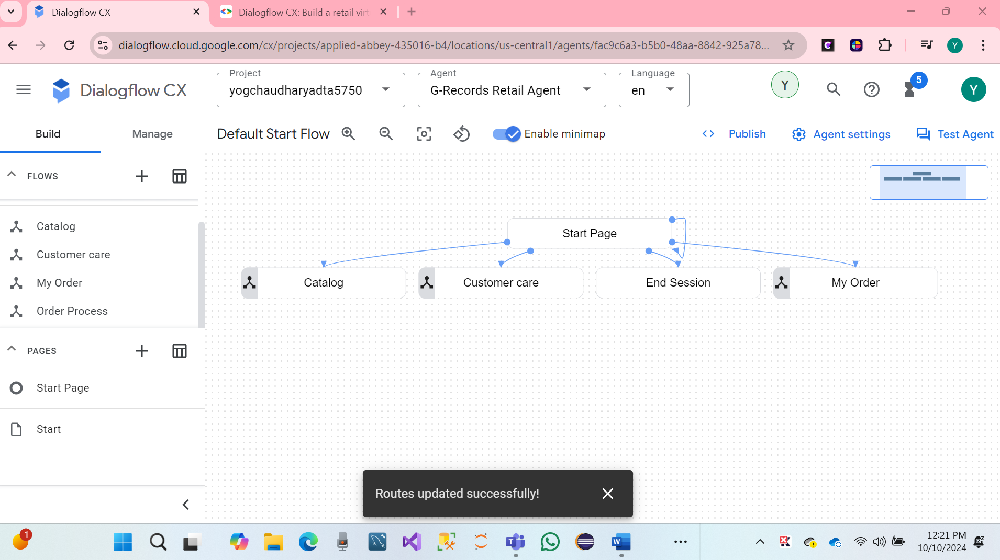 Dialogflow CX
Dialogflow CX: Build a retail virt
dialogflow.cloud.google.com/cx/projects/applied-abbey-435016-b4/locations/us-central1/agents/fac9c6a3-b5b0-48aa-8842-925a78...
Y
Dialogflow CX
Project
yogchaudharyadta5750
Agent
G-Records Retail Agent
Language
en
Y
5
Y
Build
Manage
Default Start Flow
Enable minimap
Publish
Agent settings
Test Agent
FLOWS
Catalog
Customer care
My Order
Order Process
PAGES
Start Page
Start
Start Page
Catalog
Customer care
End Session
My Order
Routes updated successfully!
1
12:21 PM
10/10/2024